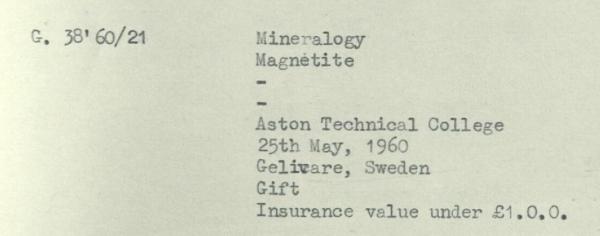 G. 38'60/21 Mineralogy
Magnetite
-
-
Aston Technical College
25th May, 1960
Gelivare, Sweden
Gift
Insurance value under £1.0.0.